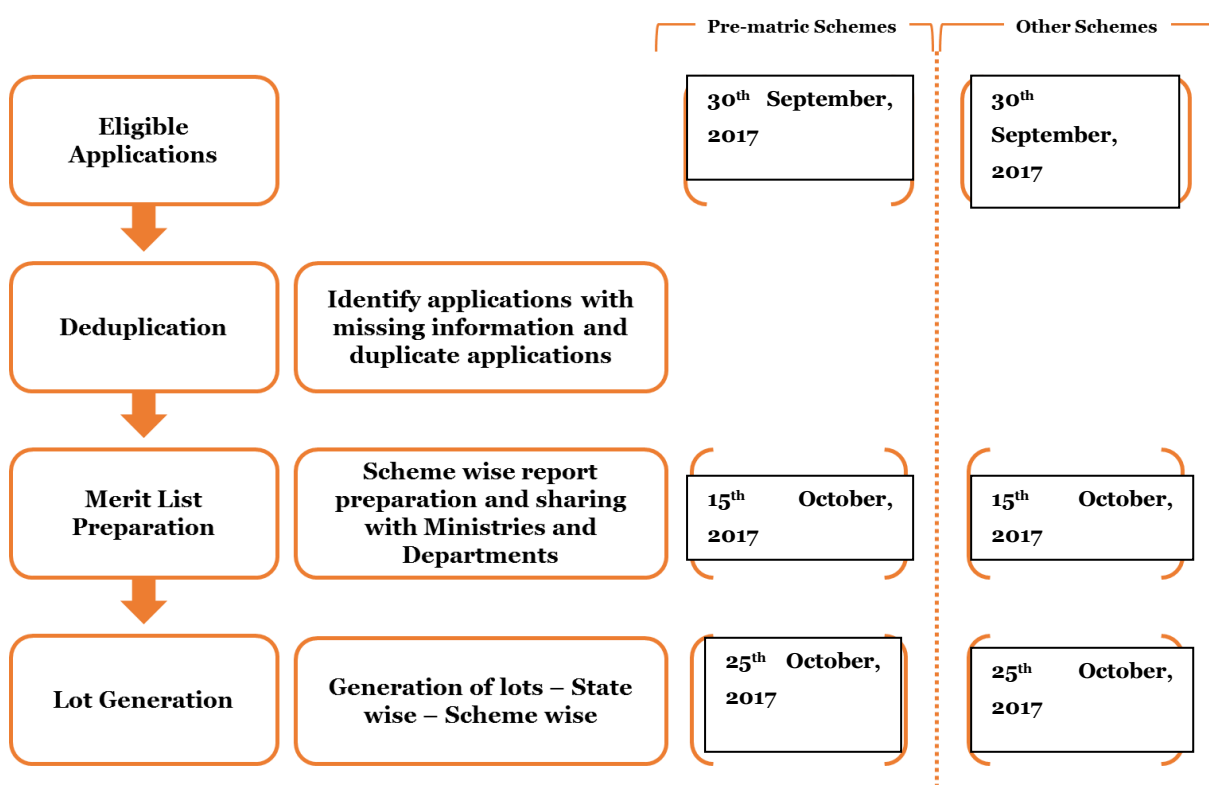 Pre-matric Schemes
Other Schemes
Eligible
Applications
30th September,
2017
30th
September,
2017
Deduplication
Identify applications with
missing information and
duplicate applications
Merit List
Preparation
Scheme wise report
preparation and sharing
with Ministries and
Departments
15th October,
2017
15th October,
2017
Lot Generation
Generation of lots – State
wise – Scheme wise
25th October,
2017
25th October,
2017